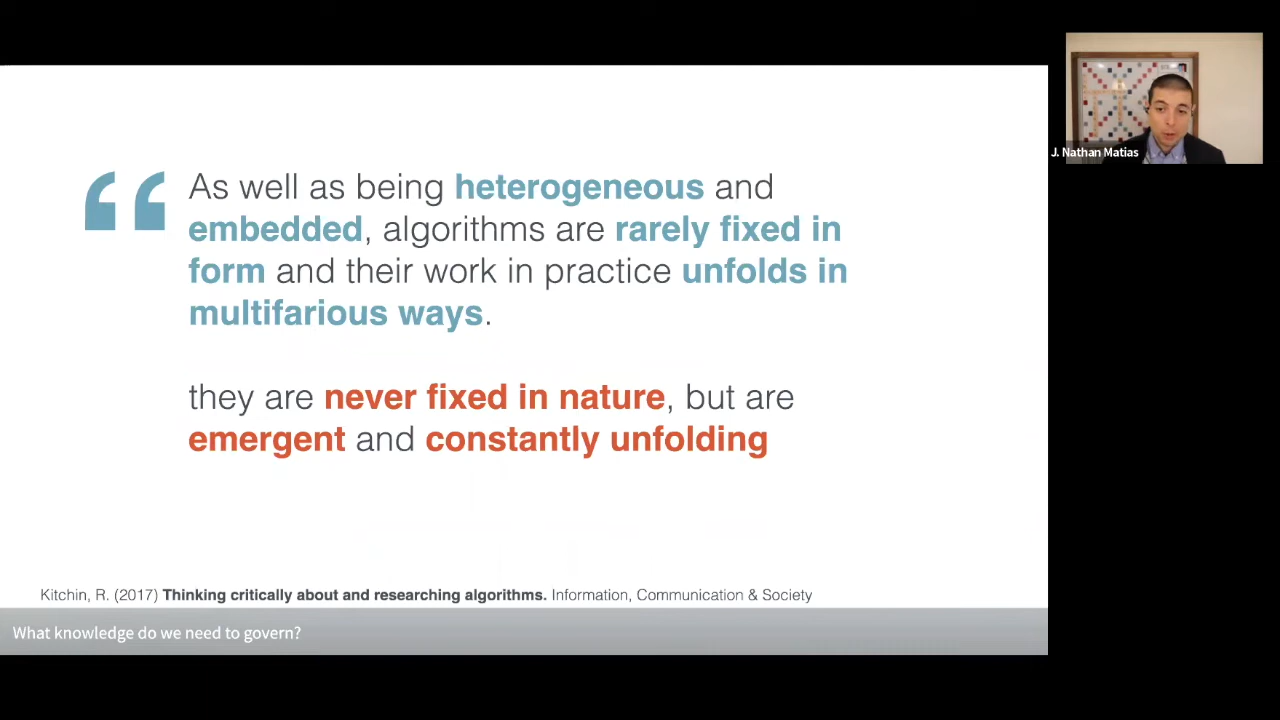 J. Nathan Matias
“
As well as being heterogeneous and
embedded, algorithms are rarely fixed in
form and their work in practice unfolds in
multifarious ways.
they are never fixed in nature, but are
emergent and constantly unfolding
Kitchin, R. (2017) Thinking critically about and researching algorithms. Information, Communication & Society
What knowledge do we need to govern?